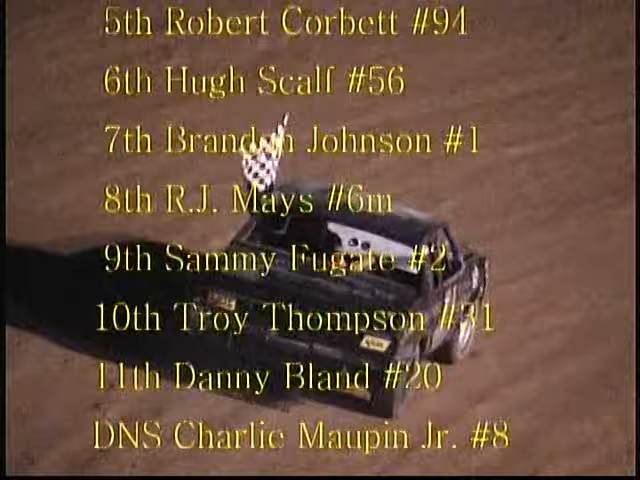 5th Robert Corbett #94
6th Hugh Scalf #56
7th Brandon Johnson #1
8th R.J. Mays #6m
9th Sammy Fugate #2
10th Troy Thompson #31
11th Danny Bland #20
DNS Charlie Maupin Jr. #8